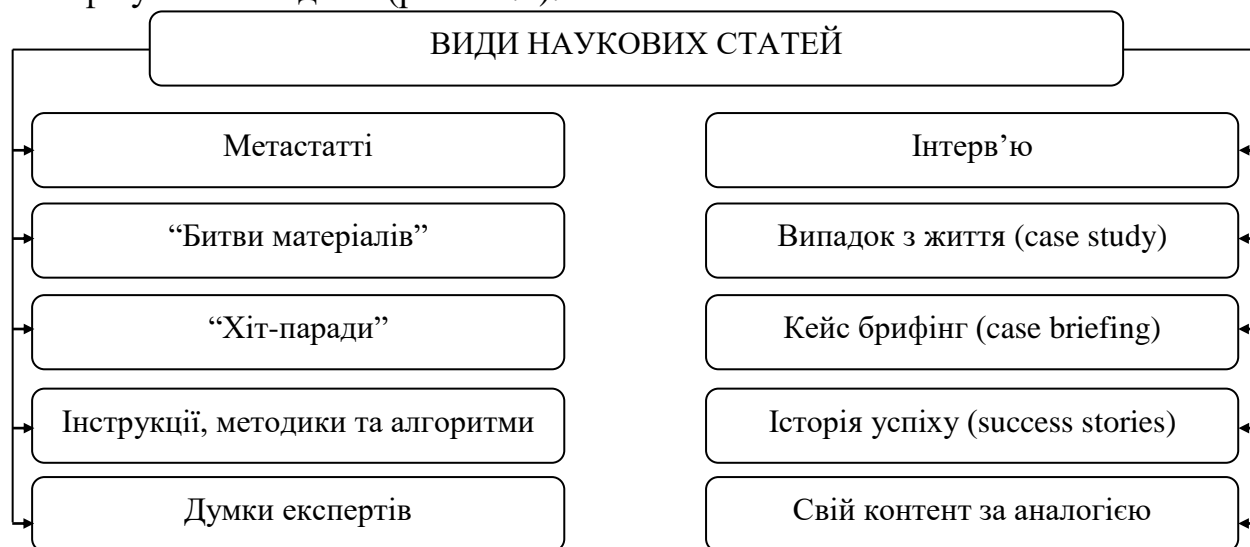 ВИДИ НАУКОВИХ СТАТЕЙ
Метастатті
“Битви матеріалів”
“Хіт-паради”
Інструкції, методики та алгоритми
Думки експертів
Інтерв’ю
Випадок з життя (case study)
Кейс брифінг (case briefing)
Історія успіху (success stories)
Свій контент за аналогією